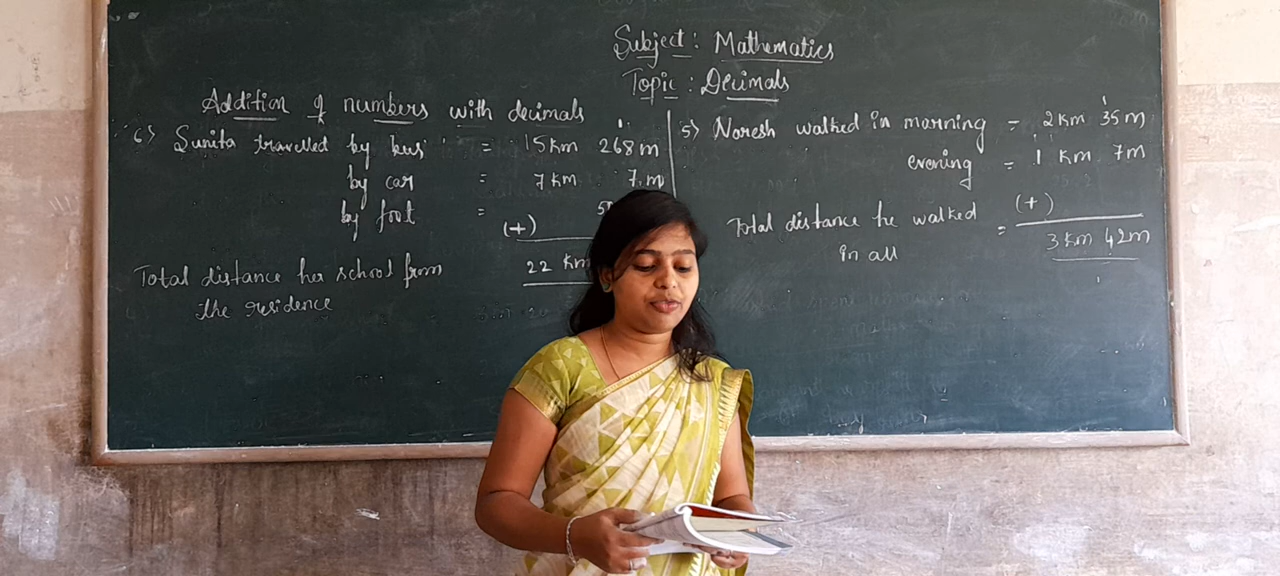 Subject : Mathematics
Topic : Decimals
Addition of numbers with decimals
6) Sunita travelled by bus = 15 Km 268 m
by car = 7 Km 7 m
by foot = 5
(+)
Total distance her school from 22 Km
the residence
5) Naresh walked in morning = 2 Km 35 m
evening = 1 Km 7 m
(+)
Total distance he walked = 3 Km 42 m
in all